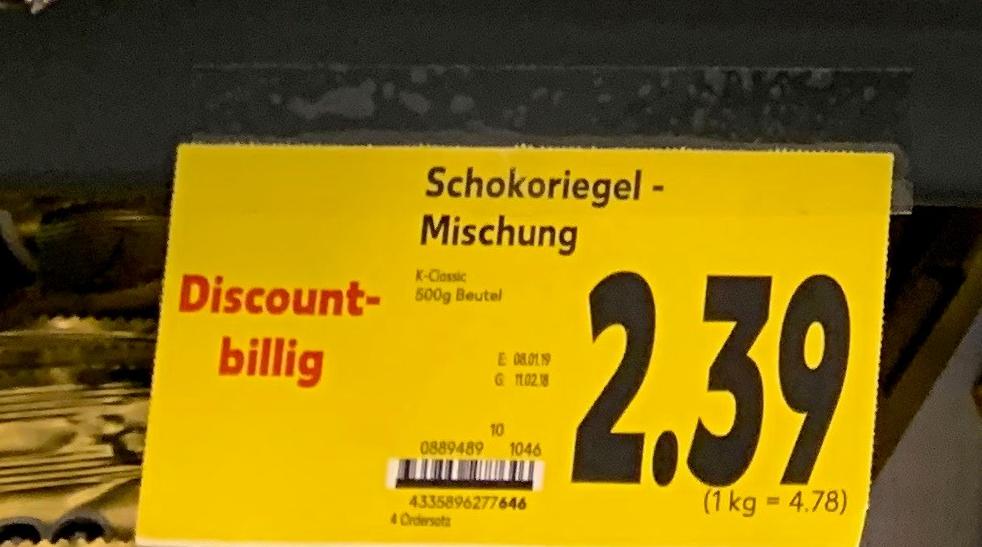 Schokoriegel -
Mischung
K-Classic
500g Beutel
Discount-
billig
2.39
E: 08.01.19
G: 11.02.18
10
0889489 1046
4335896277646
4 Ordersatz
(1 kg = 4.78)